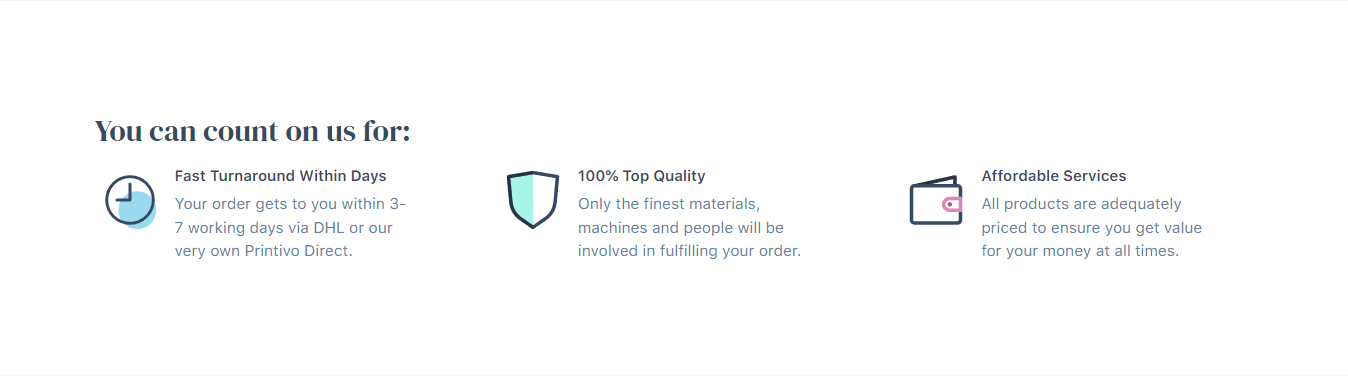 You can count on us for:
Fast Turnaround Within Days
Your order gets to you within 3-
7 working days via DHL or our
very own Printivo Direct.
100% Top Quality
Only the finest materials,
machines and people will be
involved in fulfilling your order.
Affordable Services
All products are adequately
priced to ensure you get value
for your money at all times.